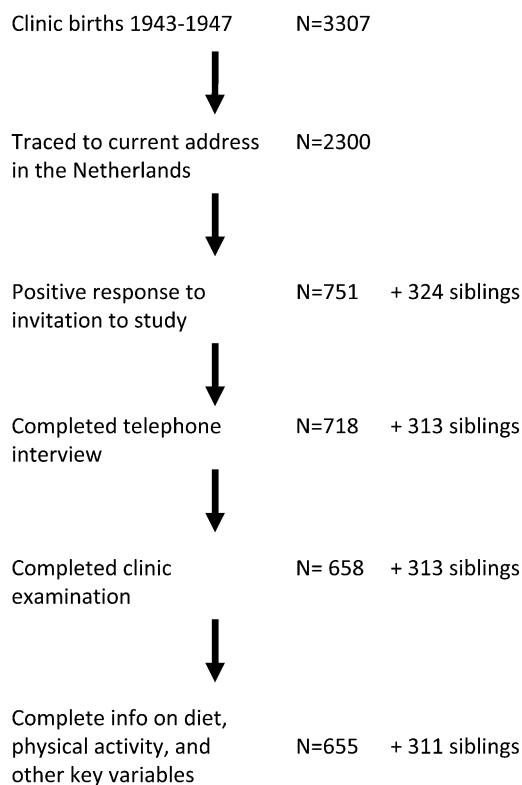 Clinic births 1943-1947 N=3307
Traced to current address N=2300
in the Netherlands
Positive response to N=751 + 324 siblings
invitation to study
Completed telephone N=718 + 313 siblings
interview
Completed clinic N= 658 + 313 siblings
examination
Complete info on diet,
physical activity, and N=655 + 311 siblings
other key variables